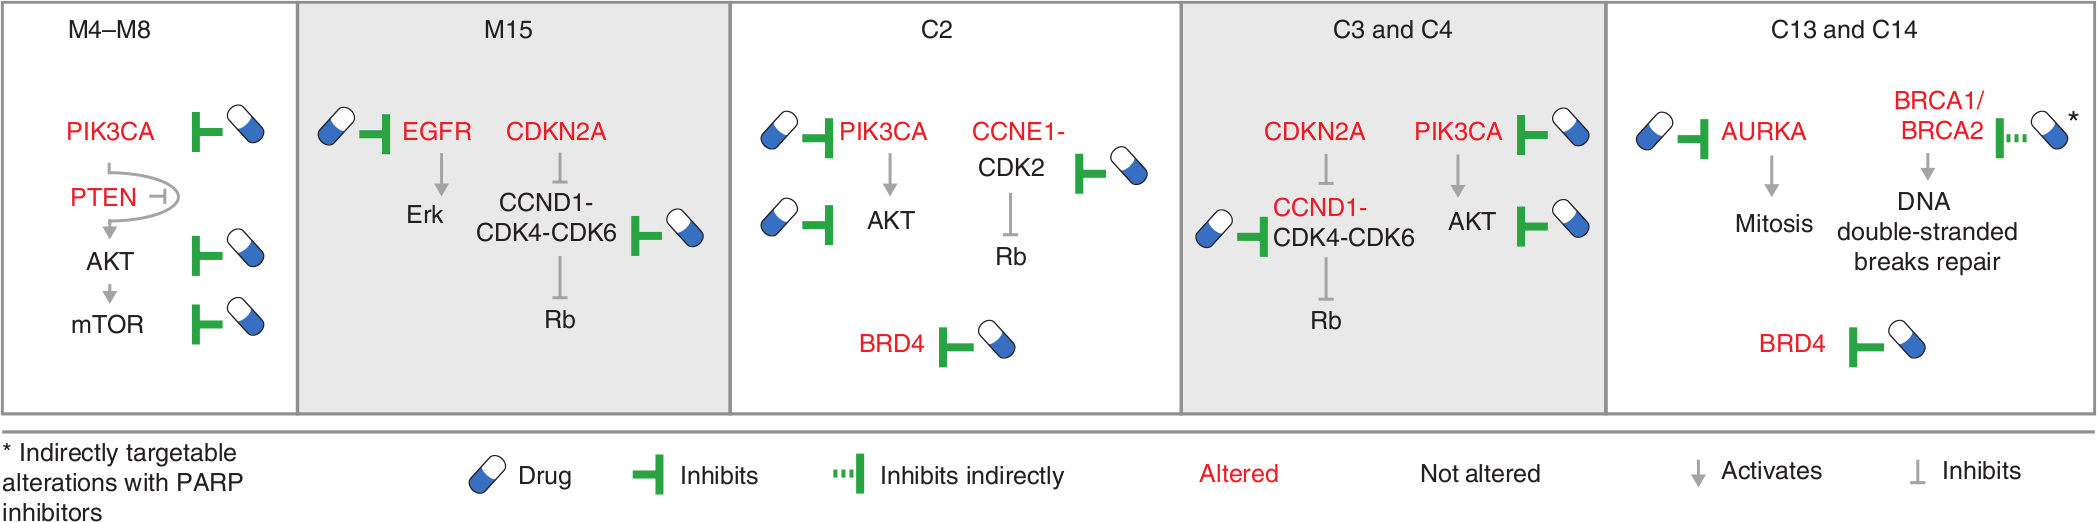 M4–M8
PIK3CA
PTEN
AKT
mTOR
M15
EGFR
CDKN2A
Erk
CCND1-
CDK4-CDK6
Rb
C2
PIK3CA
CCNE1-
CDK2
AKT
Rb
BRD4
C3 and C4
CDKN2A
PIK3CA
CCND1-
CDK4-CDK6
AKT
Rb
C13 and C14
AURKA
BRCA1/
BRCA2
*
Mitosis
DNA
double-stranded
breaks repair
BRD4
* Indirectly targetable
alterations with PARP
inhibitors
Drug
Inhibits
Inhibits indirectly
Altered
Not altered
Activates
Inhibits